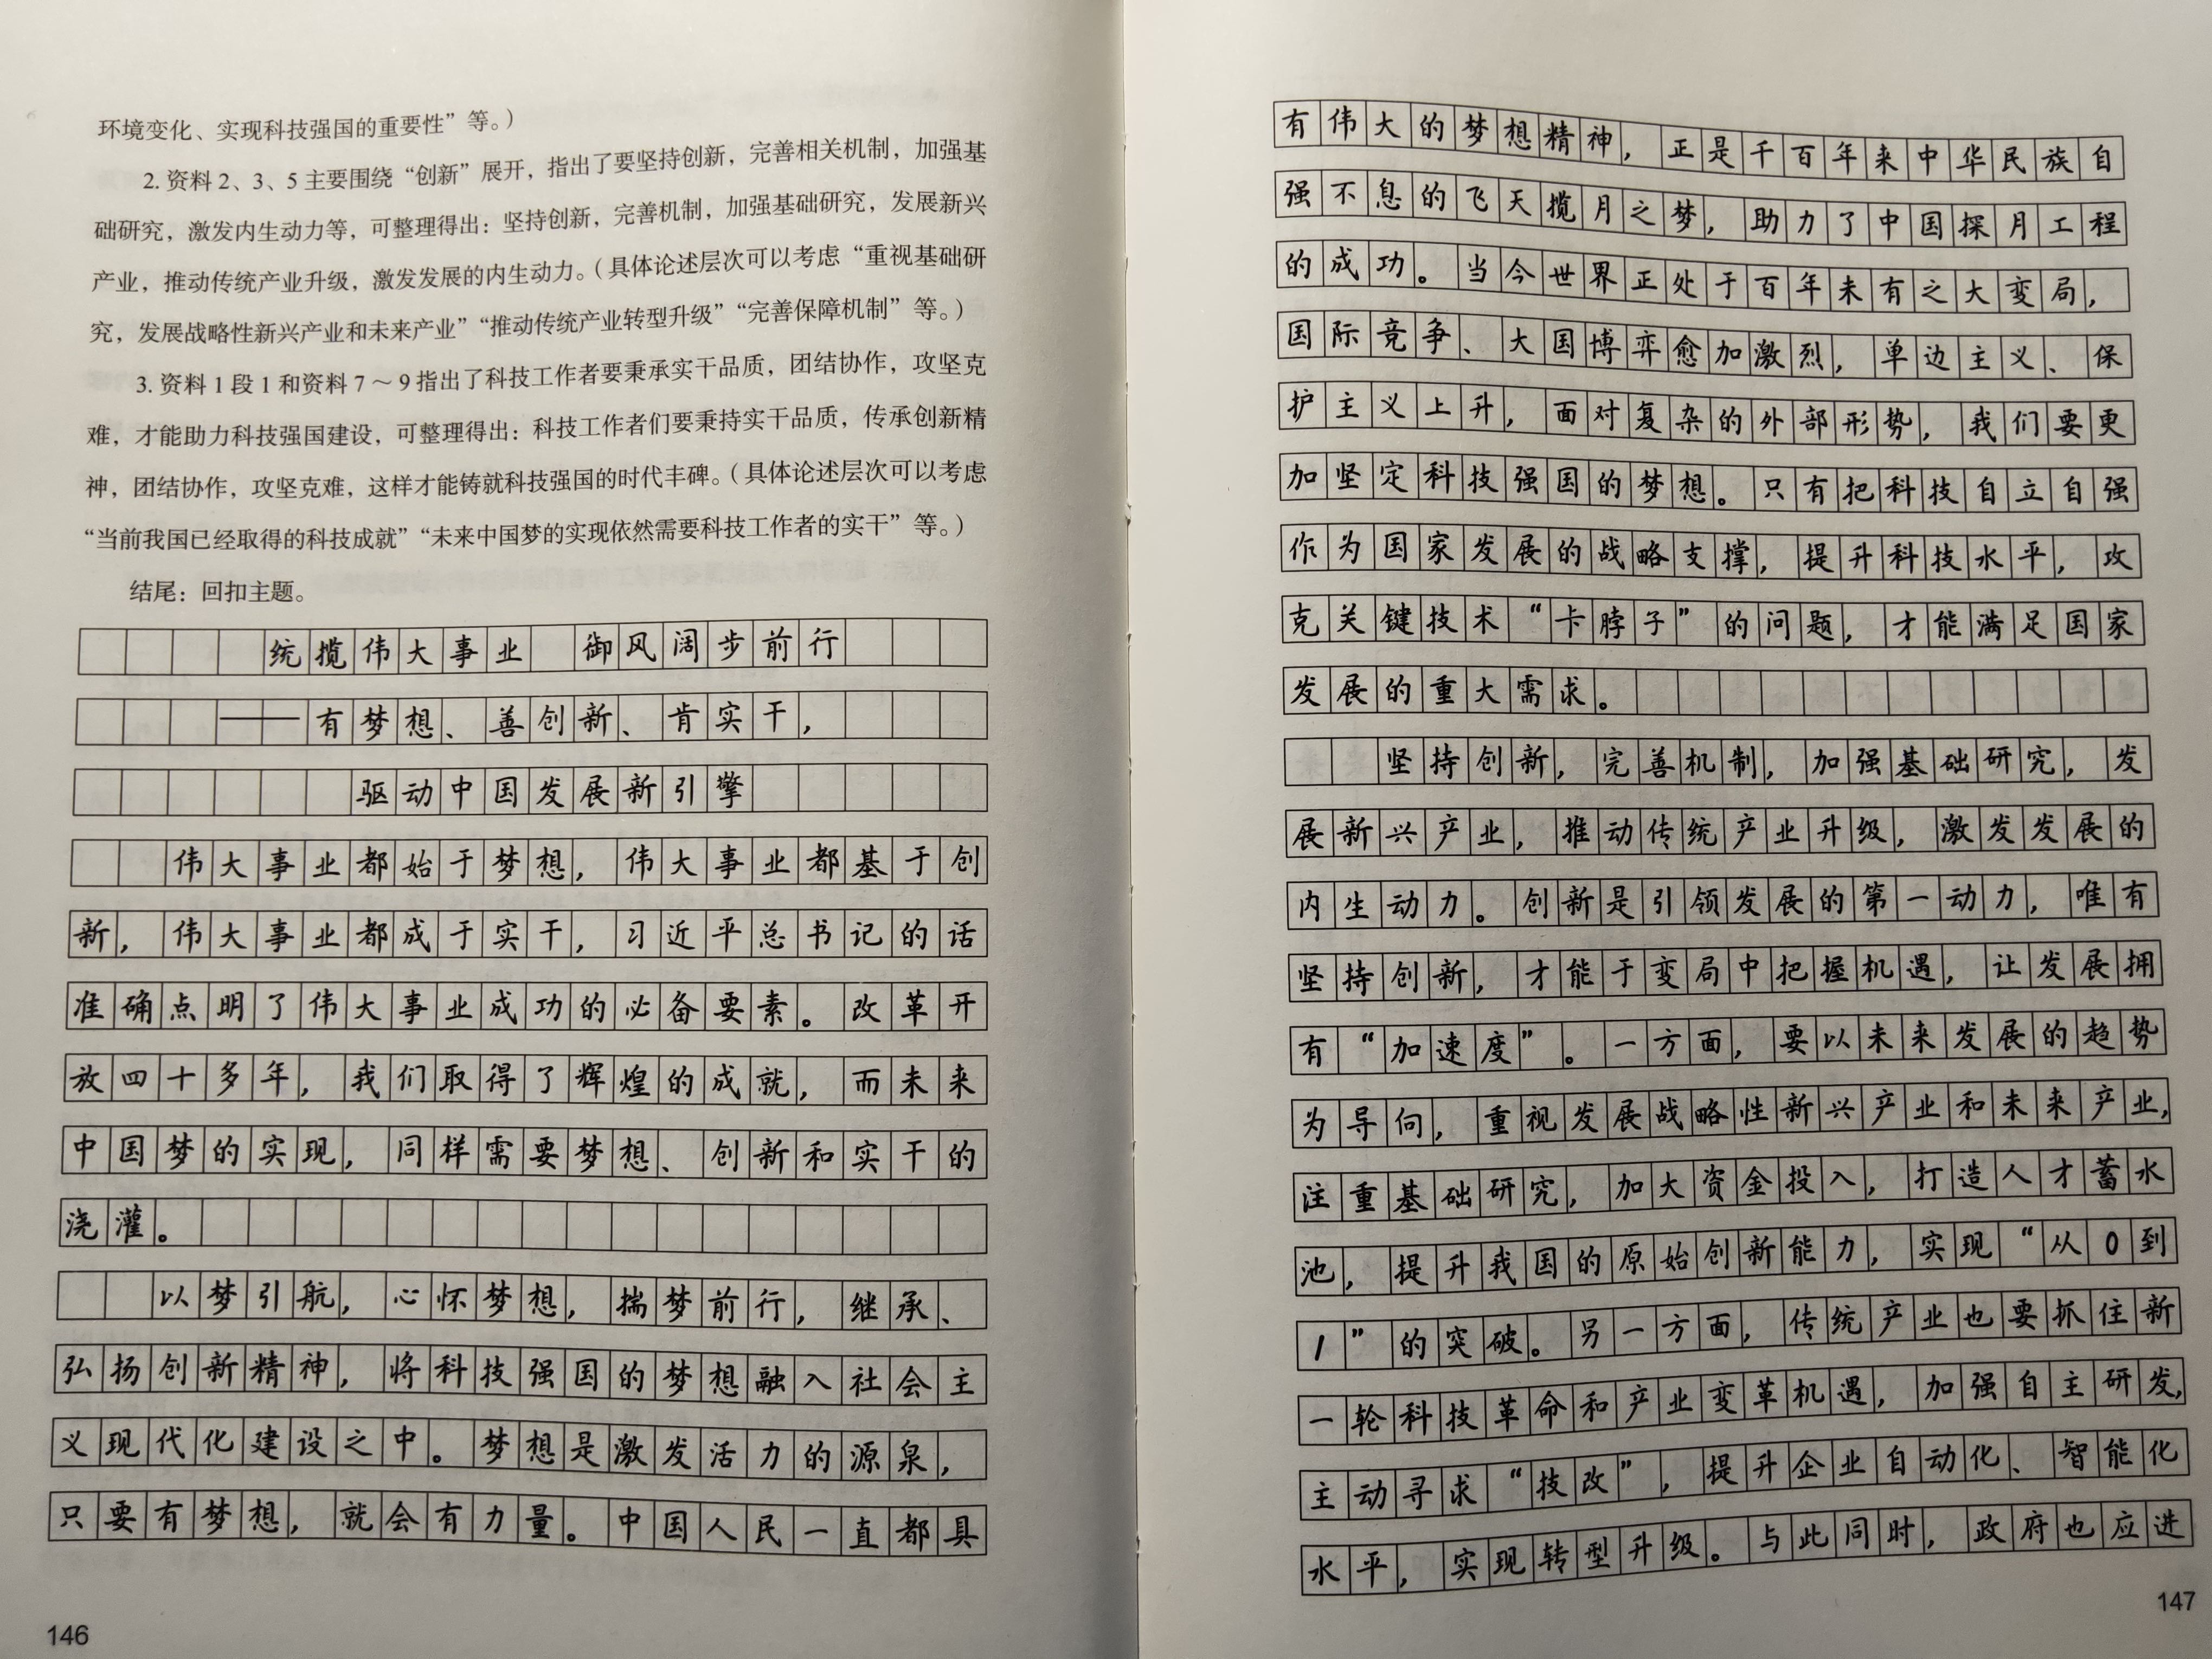 环境变化、实现科技强国的重要性”等。）
2. 资料 2、3、5 主要围绕“创新”展开，指出了要坚持创新，完善相关机制，加强基
础研究，激发内生动力等，可整理得出：坚持创新，完善机制，加强基础研究，发展新兴
产业，推动传统产业升级，激发发展的内生动力。（具体论述层次可以考虑“重视基础研
究，发展战略性新兴产业和未来产业”“推动传统产业转型升级”“完善保障机制”等。）
3. 资料 1 段 1 和资料 7～9 指出了科技工作者要秉承实干品质，团结协作，攻坚克
难，才能助力科技强国建设，可整理得出：科技工作者们要秉持实干品质，传承创新精
神，团结协作，攻坚克难，这样才能铸就科技强国的时代丰碑。（具体论述层次可以考虑
“当前我国已经取得的科技成就”“未来中国梦的实现依然需要科技工作者的实干”等。）
结尾：回扣主题。
统揽伟大事业 御风阔步前行
——有梦想、善创新、肯实干，
驱动中国发展新引擎
伟大事业都始于梦想，伟大事业都基于创
新，伟大事业都成于实干，习近平总书记的话
准确点明了伟大事业成功的必备要素。改革开
放四十多年，我们取得了辉煌的成就，而未来
中国梦的实现，同样需要梦想、创新和实干的
浇灌。
以梦引航，心怀梦想，揣梦前行，继承、
弘扬创新精神，将科技强国的梦想融入社会主
义现代化建设之中。梦想是激发活力的源泉，
只要有梦想，就会有力量。中国人民一直都具
146
有伟大的梦想精神，正是千百年来中华民族自
强不息的飞天揽月之梦，助力了中国探月工程
的成功。当今世界正处于百年未有之大变局，
国际竞争、大国博弈愈加激烈，单边主义、保
护主义上升，面对复杂的外部形势，我们要更
加坚定科技强国的梦想。只有把科技自立自强
作为国家发展的战略支撑，提升科技水平，攻
克关键技术“卡脖子”的问题，才能满足国家
发展的重大需求。
坚持创新，完善机制，加强基础研究，发
展新兴产业，推动传统产业升级，激发发展的
内生动力。创新是引领发展的第一动力，唯有
坚持创新，才能于变局中把握机遇，让发展拥
有“加速度”。一方面，要以未来发展的趋势
为导向，重视发展战略性新兴产业和未来产业，
注重基础研究，加大资金投入，打造人才蓄水
池，提升我国的原始创新能力，实现“从0到
1”的突破。另一方面，传统产业也要抓住新
一轮科技革命和产业变革机遇，加强自主研发，
主动寻求“技改”，提升企业自动化、智能化
水平，实现转型升级。与此同时，政府也应进
147